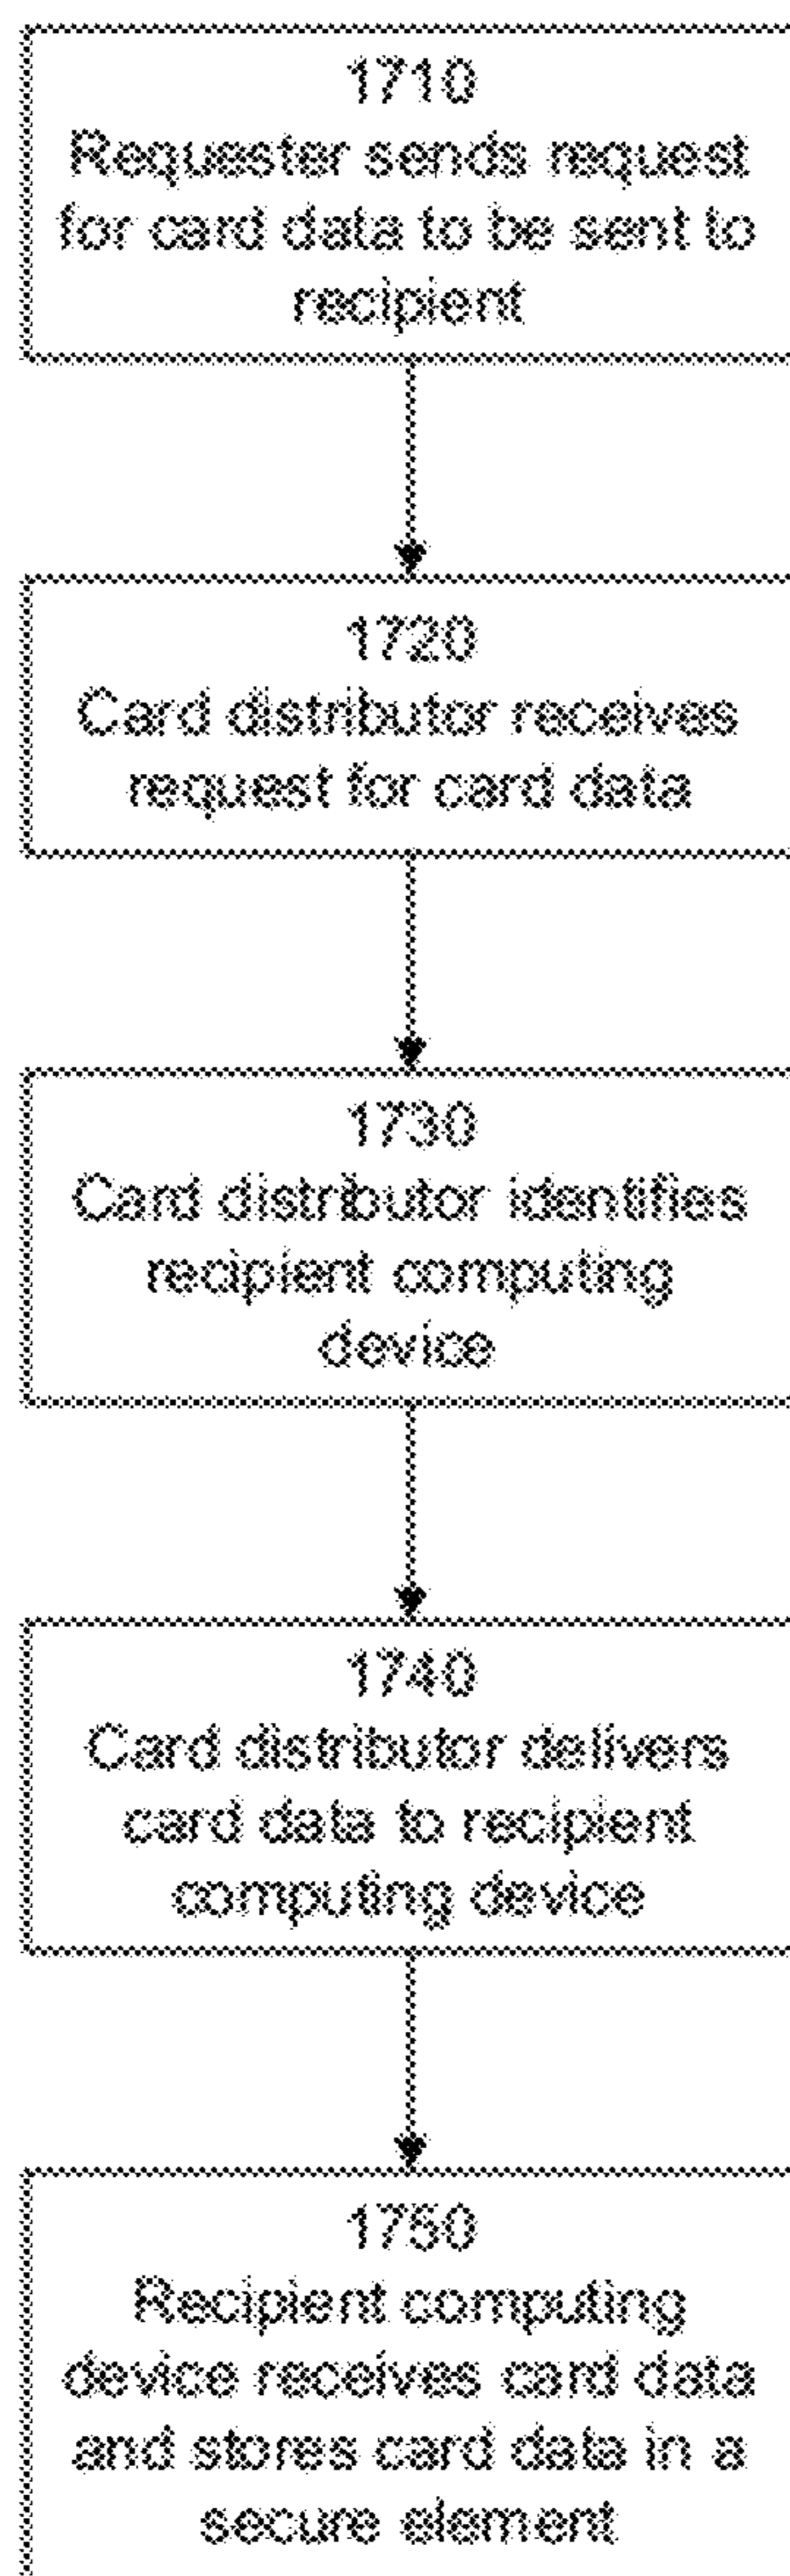 1710
Requester sends request
for card data to be sent to
recipient
1720
Card distributor receives
request for card data
1730
Card distributor identifies
recipient computing
device
1740
Card distributor delivers
card data to recipient
computing device
1750
Recipient computing
device receives card data
and stores card data in a
secure element